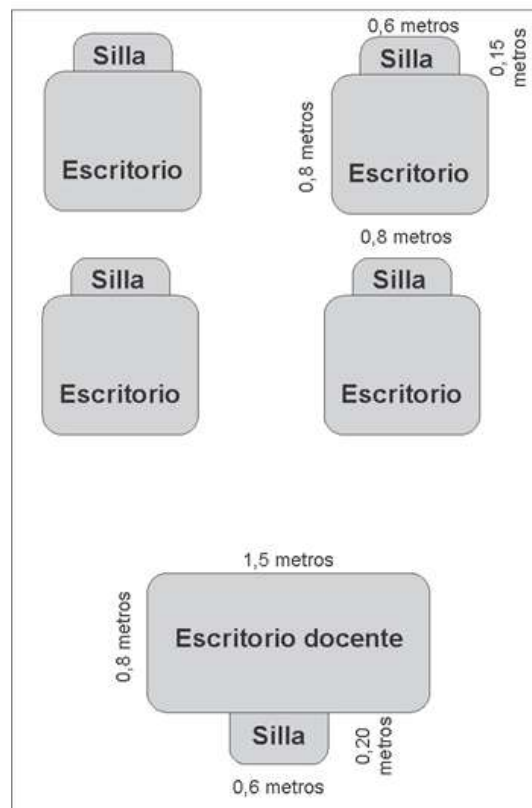 0,6 metros
Silla
Silla
0,15
metros
0,8 metros
Escritorio
Escritorio
0,8 metros
Silla
Silla
Escritorio
Escritorio
1,5 metros
0,8 metros
Escritorio docente
Silla
0,20
metros
0,6 metros